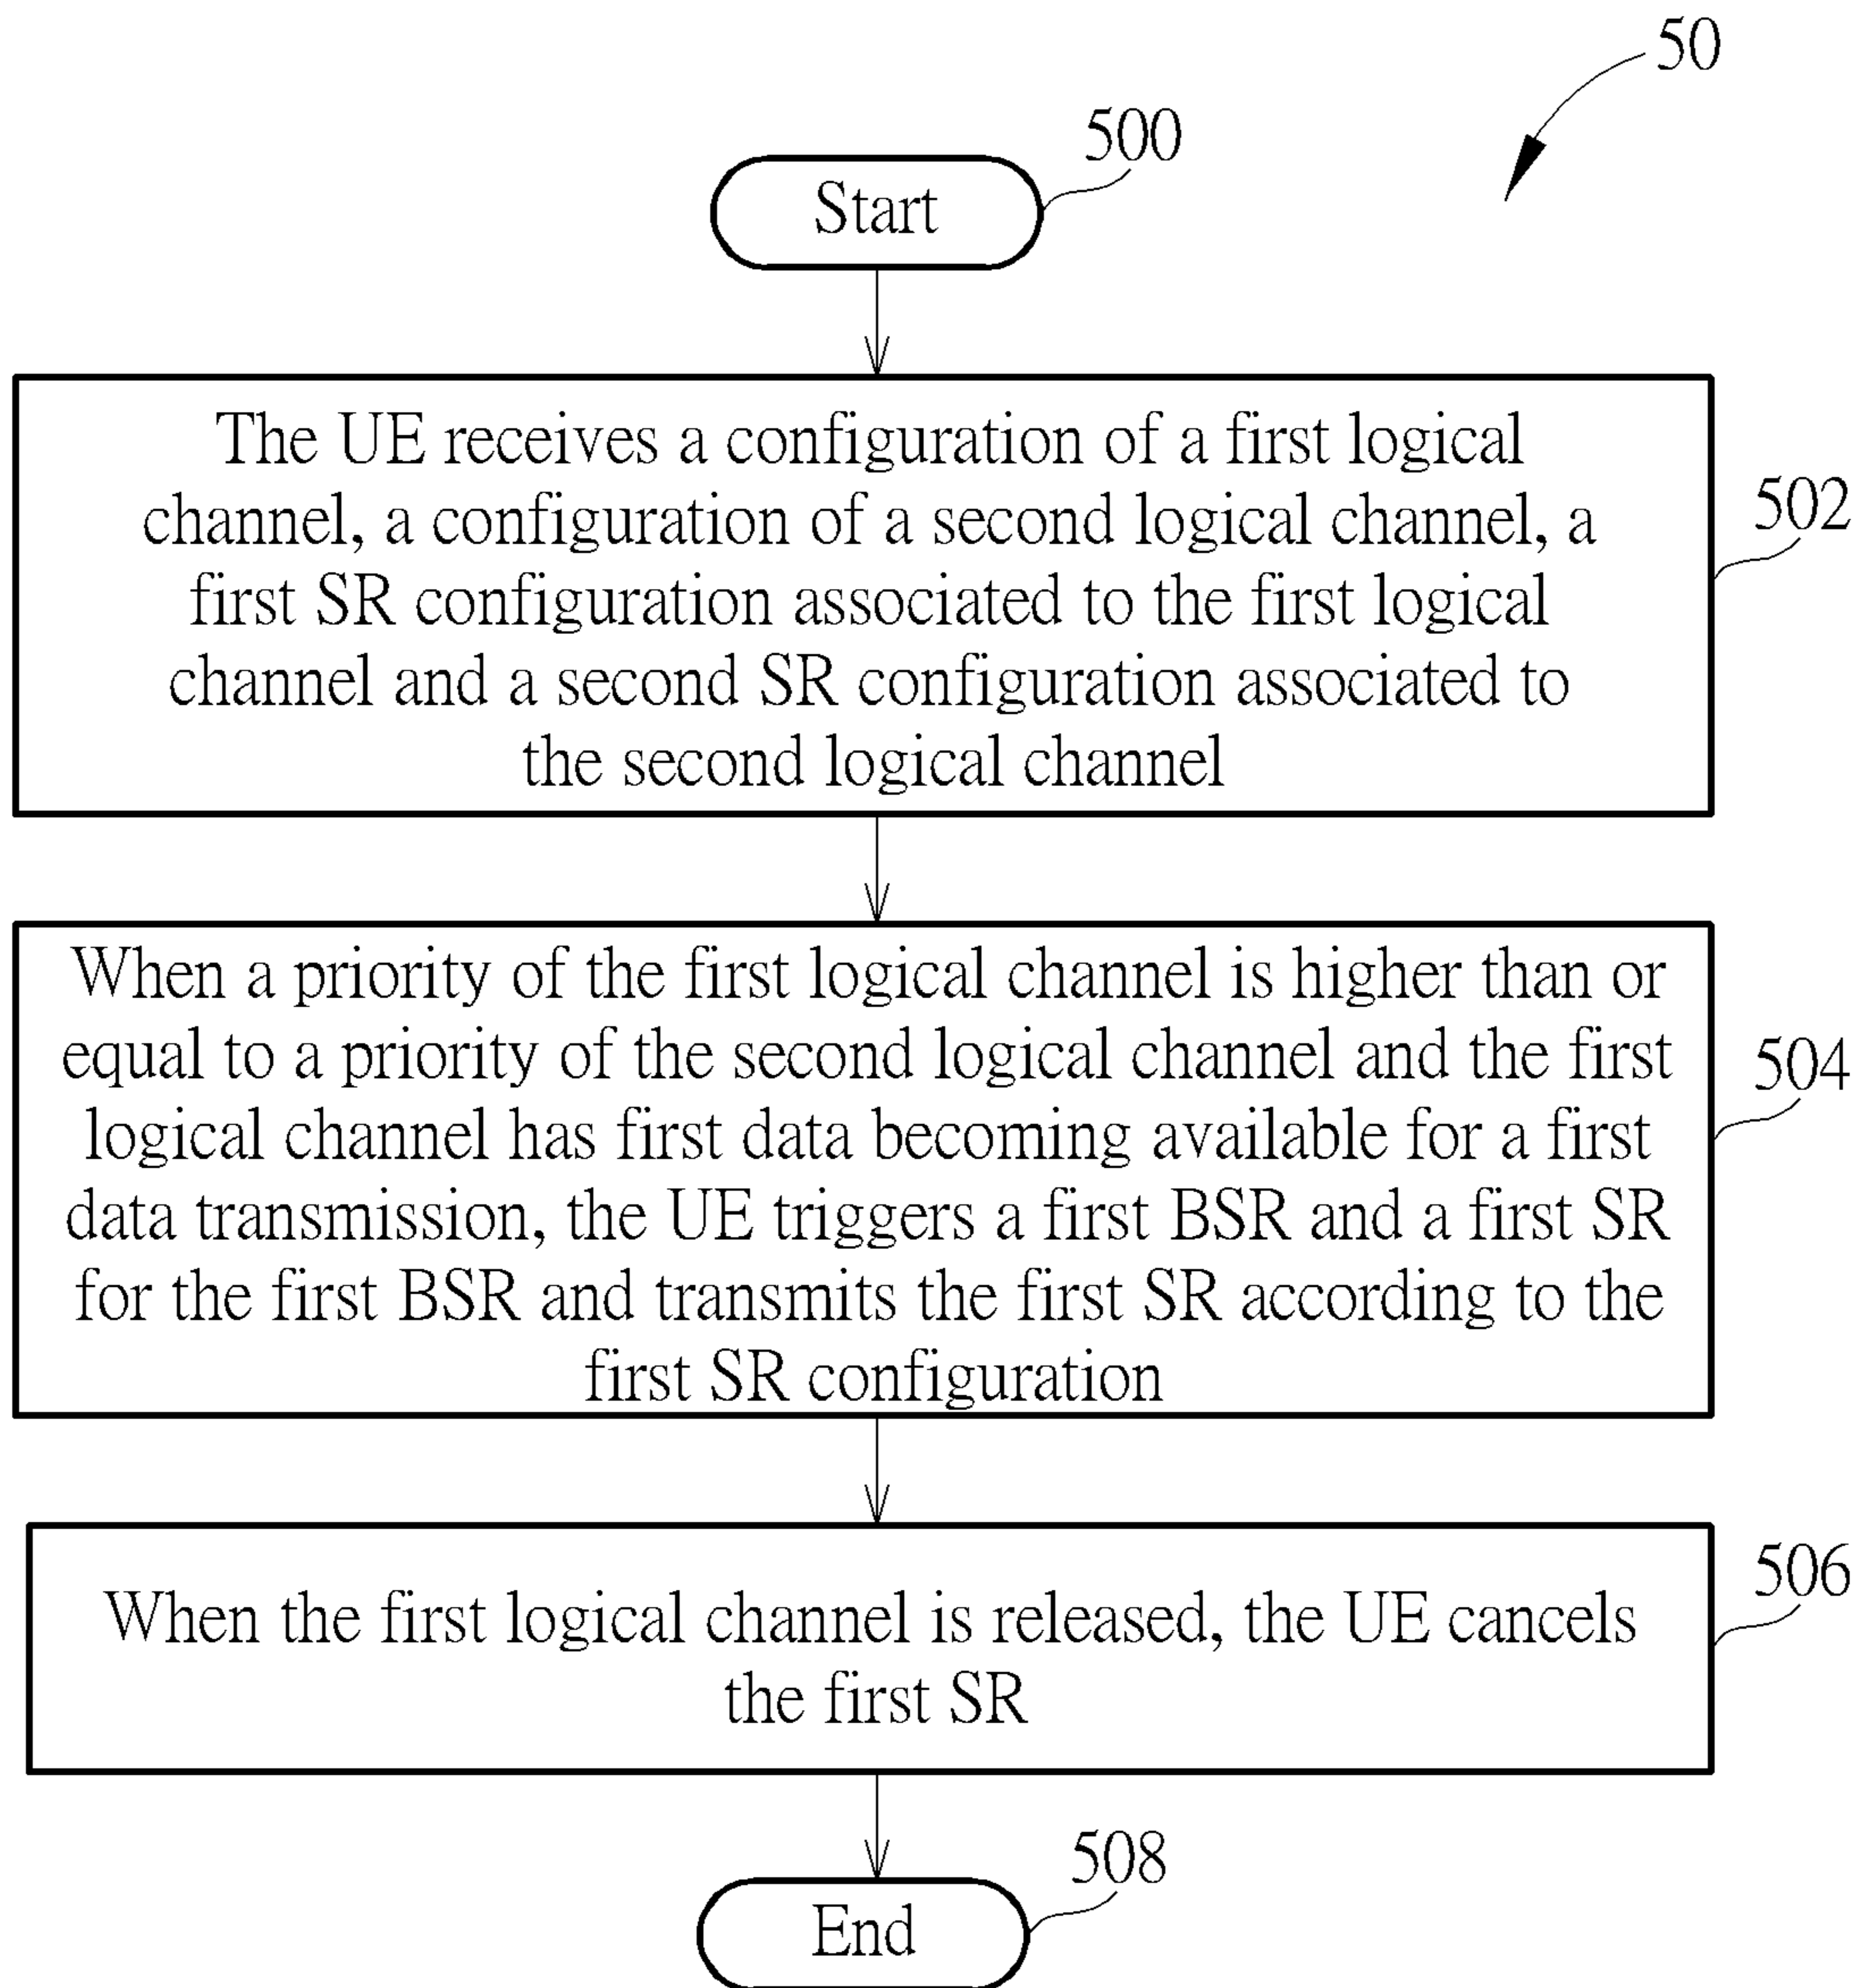 50
500
Start
The UE receives a configuration of a first logical
channel, a configuration of a second logical channel, a
first SR configuration associated to the first logical
channel and a second SR configuration associated to
the second logical channel
502
When a priority of the first logical channel is higher than or
equal to a priority of the second logical channel and the first
logical channel has first data becoming available for a first
data transmission, the UE triggers a first BSR and a first SR
for the first BSR and transmits the first SR according to the
first SR configuration
504
When the first logical channel is released, the UE cancels
the first SR
506
508
End